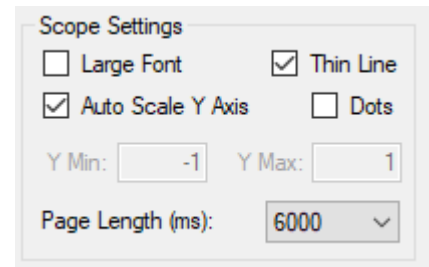 Scope Settings
Large Font Thin Line
Auto Scale Y Axis Dots
Y Min: -1 Y Max: 1
Page Length (ms): 6000